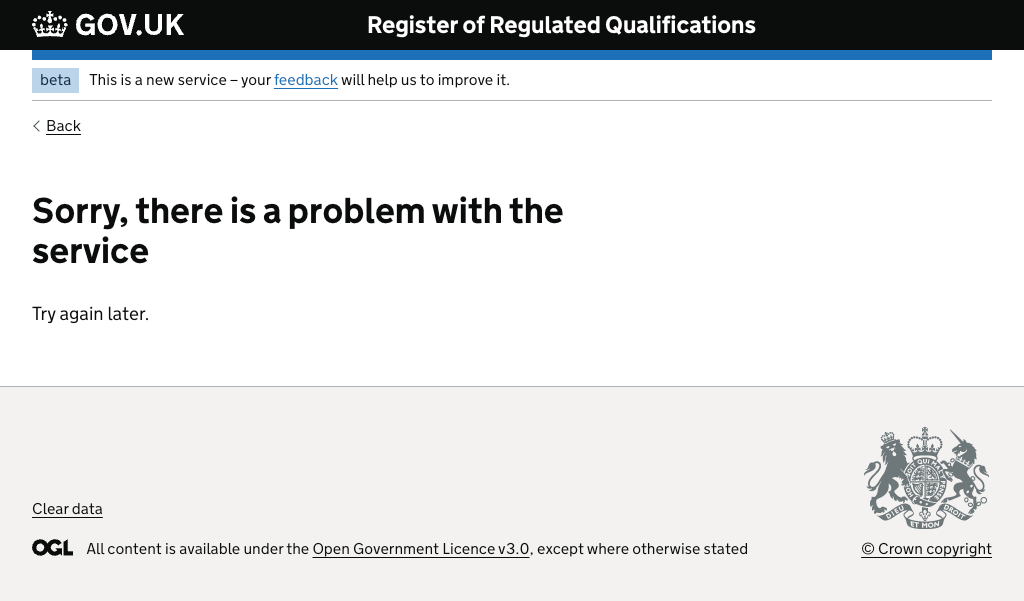 GOV.UK
Register of Regulated Qualifications
beta
This is a new service – your feedback will help us to improve it.
Back
Sorry, there is a problem with the
service
Try again later.
Clear data
OGL
All content is available under the Open Government Licence v3.0, except where otherwise stated
DIEU ET MON DROIT
© Crown copyright